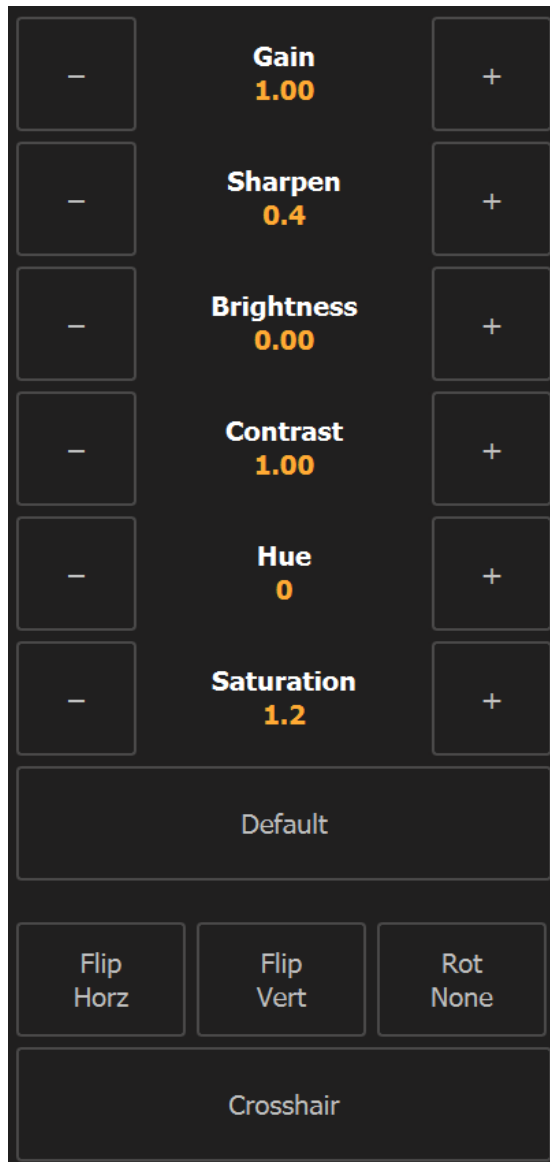 Gain
− 1.00 +
Sharpen
− 0.4 +
Brightness
− 0.00 +
Contrast
− 1.00 +
Hue
− 0 +
Saturation
− 1.2 +
Default
Flip Flip Rot
Horz Vert None
Crosshair